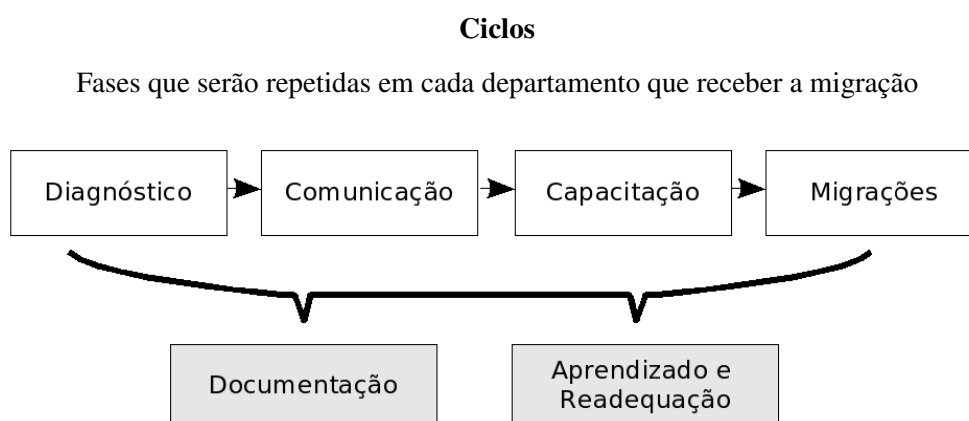 Ciclos
Fases que serão repetidas em cada departamento que receber a migração
Diagnóstico
Comunicação
Capacitação
Migrações
Documentação
Aprendizado e
Readequação